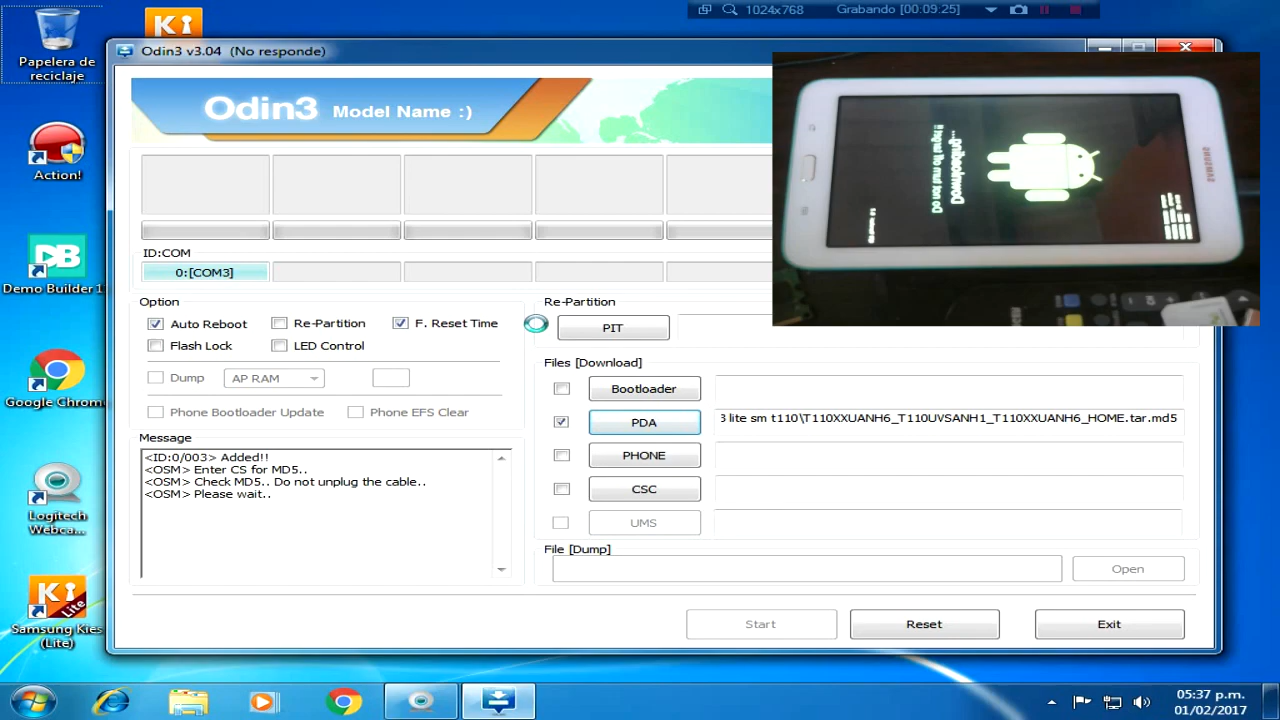 1024x768
Grabando [00:09:25]
Papelera de
reciclaje
Ki
Odin3 v3.04 (No responde)
Odin3 Model Name :)
Action!
ID:COM
0:[COM3]
DB
Demo Builder 1
Option
Auto Reboot
Re-Partition
F. Reset Time
Flash Lock
LED Control
Dump
AP RAM
Phone Bootloader Update
Phone EFS Clear
Re-Partition
PIT
Files [Download]
Bootloader
PDA
3 lite sm t110\T110XXUANH6_T110UVSANH1_T110XXUANH6_HOME.tar.md5
PHONE
CSC
UMS
Google Chrom
Message
<ID:0/003> Added!!
<OSM> Enter CS for MD5..
<OSM> Check MD5.. Do not unplug the cable..
<OSM> Please wait..
File [Dump]
Open
Logitech
Webca...
Ki
Lite
Samsung Kies
(Lite)
Start
Reset
Exit
SAMSUNG
Downloading...
Do not turn off target !!
05:37 p.m.
01/02/2017